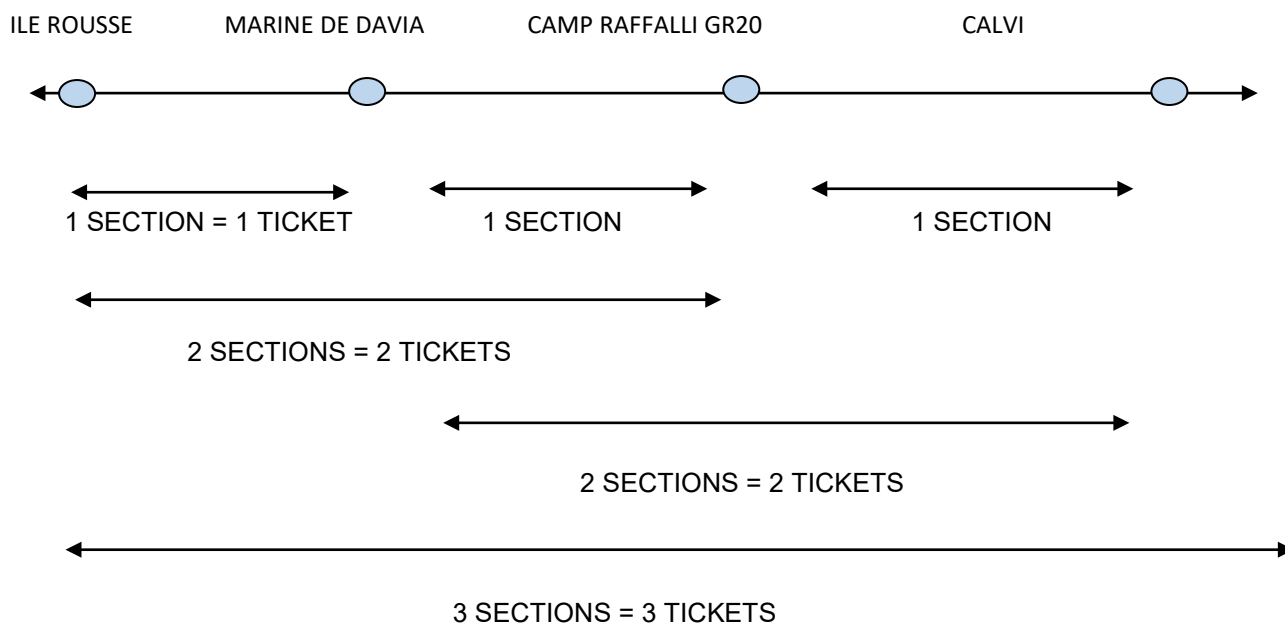 ILE ROUSSE MARINE DE DAVIA CAMP RAFFALLI GR20 CALVI
1 SECTION = 1 TICKET 1 SECTION 1 SECTION
2 SECTIONS = 2 TICKETS
2 SECTIONS = 2 TICKETS
3 SECTIONS = 3 TICKETS